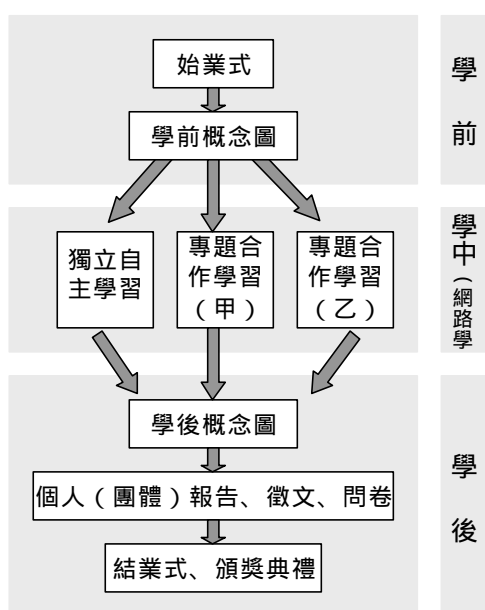 始業式
學前概念圖
學
前
獨立自
主學習
專題合
作學習
（甲）
專題合
作學習
（乙）
學中（網路學
學後概念圖
個人（團體）報告、徵文、問卷
結業式、頒獎典禮
學
後